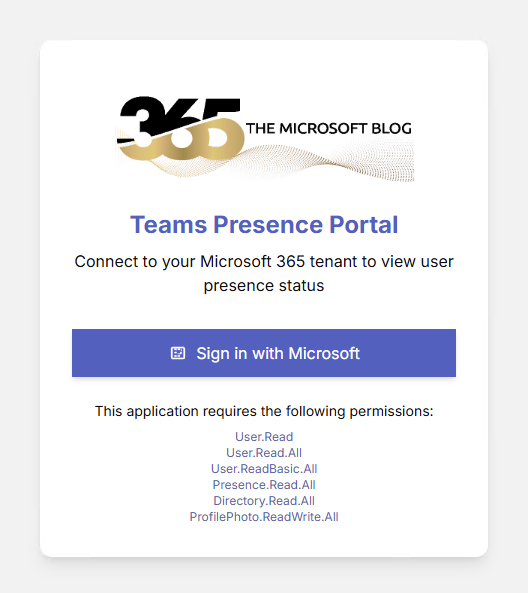 365 THE MICROSOFT BLOG
Teams Presence Portal
Connect to your Microsoft 365 tenant to view user
presence status
Sign in with Microsoft
This application requires the following permissions:
User.Read
User.Read.All
User.ReadBasic.All
Presence.Read.All
Directory.Read.All
ProfilePhoto.ReadWrite.All